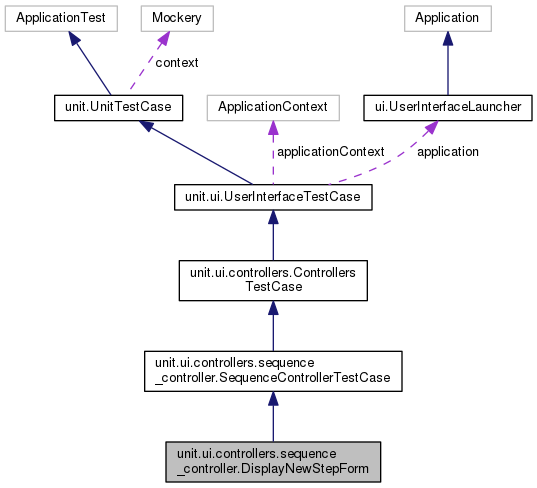 ApplicationTest
Mockery
Application
context
unit.UnitTestCase
ApplicationContext
ui.UserInterfaceLauncher
applicationContext
application
unit.ui.UserInterfaceTestCase
unit.ui.controllers.Controllers
TestCase
unit.ui.controllers.sequence
_controller.SequenceControllerTestCase
unit.ui.controllers.sequence
_controller.DisplayNewStepForm